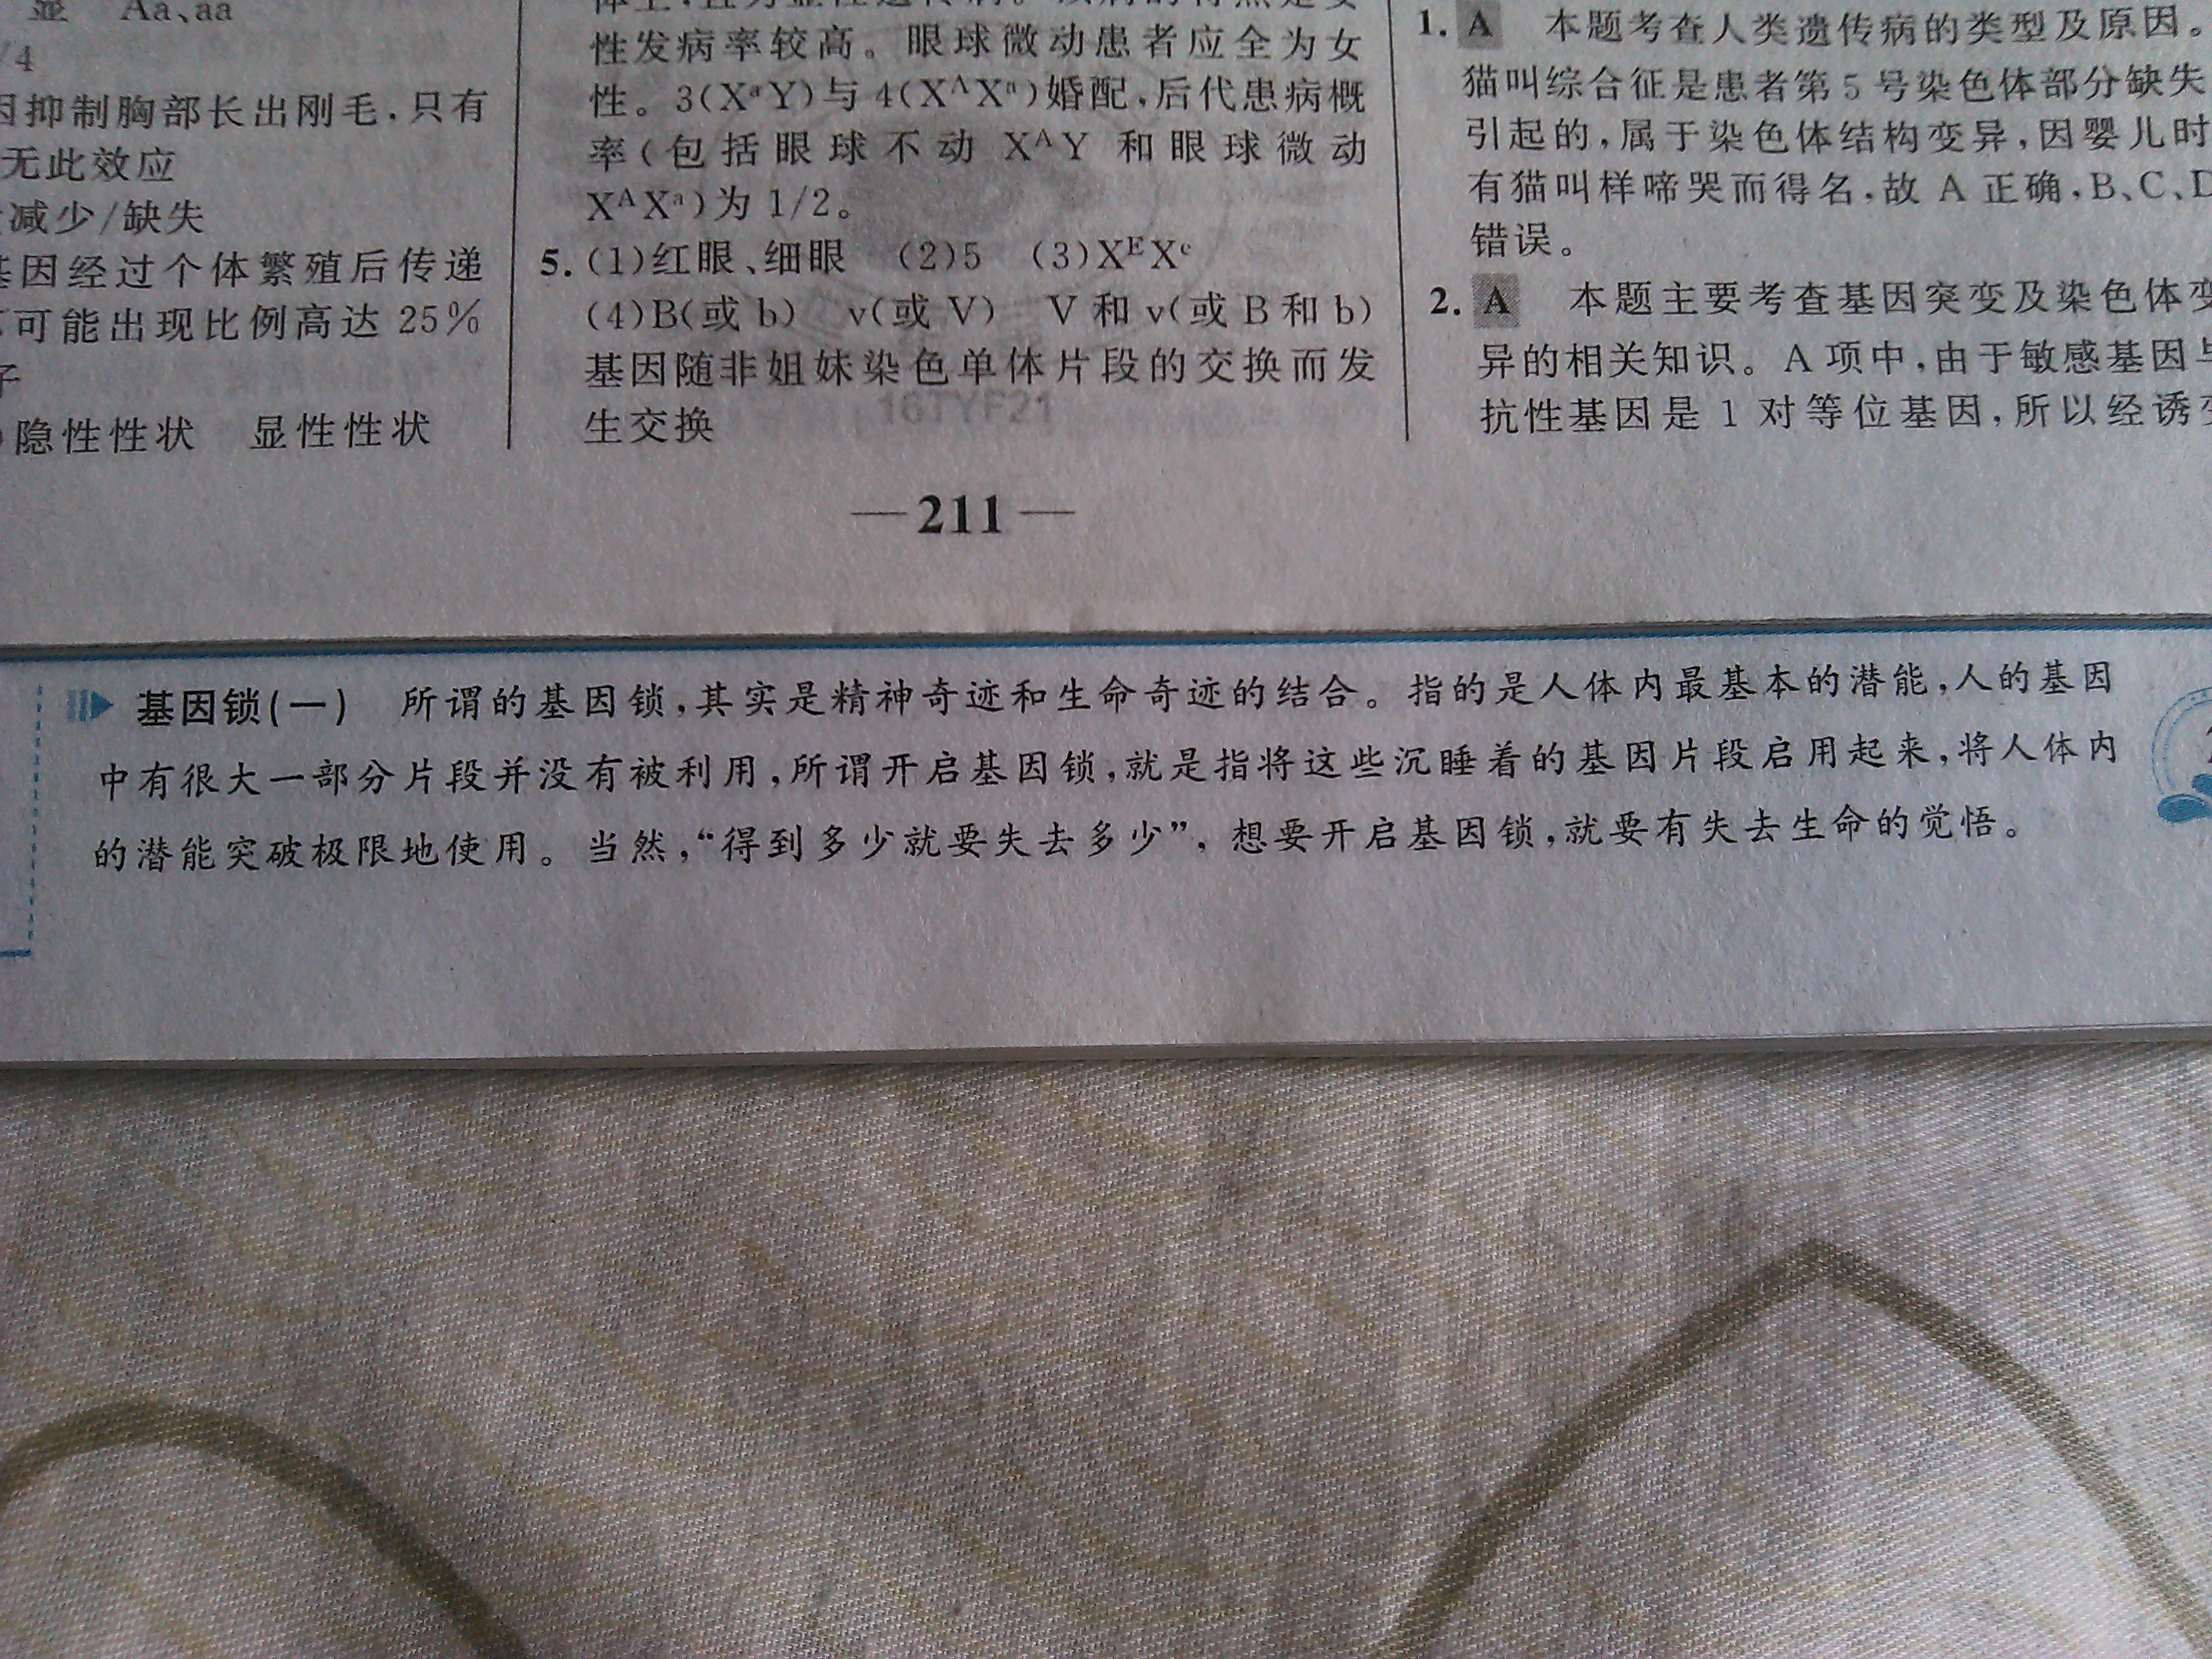 显 Aa、aa
/4
因抑制胸部长出刚毛，只有
无此效应
减少/缺失
基因经过个体繁殖后传递
可能出现比例高达 25%
子
隐性性状 显性性状
性发病率较高。眼球微动患者应全为女
性。3(XᵃY)与 4(XᴬXᵃ)婚配，后代患病概
率(包括眼球不动 XᴬY 和眼球微动
XᴬXᵃ)为 1/2。
5. (1)红眼、细眼 (2)5 (3)XᴱXᵉ
(4)B(或 b) v(或 V) V 和 v(或 B 和 b)
基因随非姐妹染色单体片段的交换而发
生交换
16TYF21
1. A 本题考查人类遗传病的类型及原因。
猫叫综合征是患者第 5 号染色体部分缺失
引起的，属于染色体结构变异，因婴儿时
有猫叫样啼哭而得名，故 A 正确，B、C、D
错误。
2. A 本题主要考查基因突变及染色体变
异的相关知识。A 项中，由于敏感基因与
抗性基因是 1 对等位基因，所以经诱变
—211—
基因锁(一) 所谓的基因锁，其实是精神奇迹和生命奇迹的结合。指的是人体内最基本的潜能，人的基因
中有很大一部分片段并没有被利用，所谓开启基因锁，就是指将这些沉睡着的基因片段启用起来，将人体内
的潜能突破极限地使用。当然，“得到多少就要失去多少”，想要开启基因锁，就要有失去生命的觉悟。